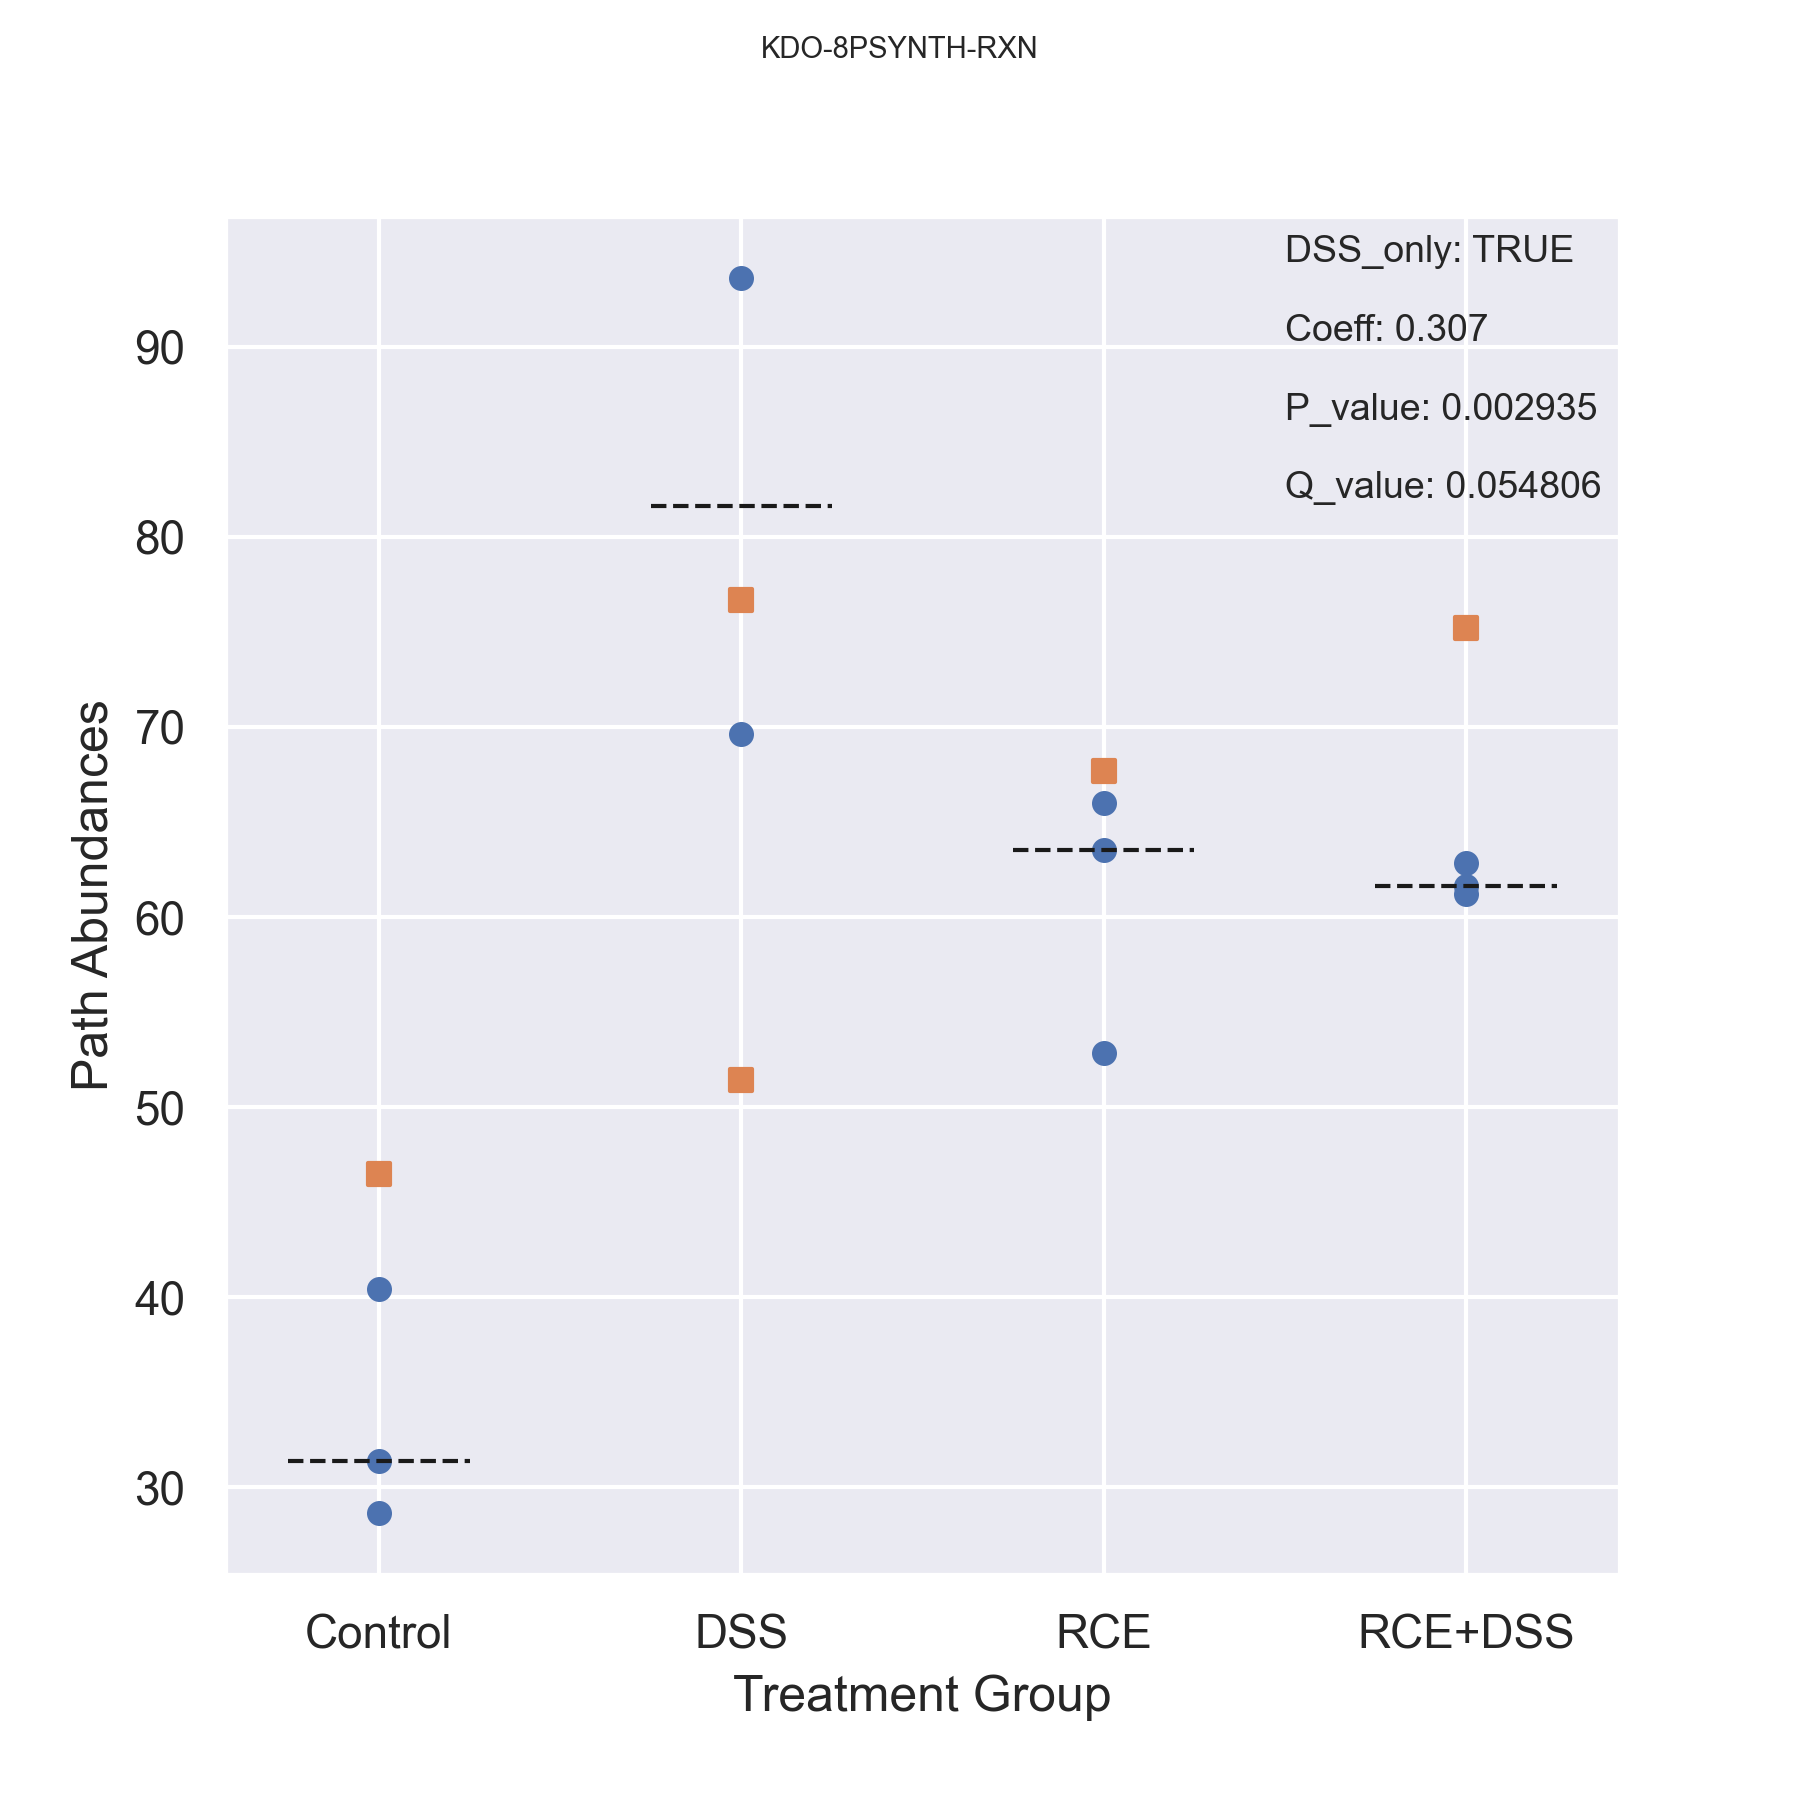 KDO-8PSYNTH-RXN
DSS_only: TRUE
Coeff: 0.307
P_value: 0.002935
Q_value: 0.054806
90
80
70
60
50
40
30
Path Abundances
Control
DSS
RCE
RCE+DSS
Treatment Group